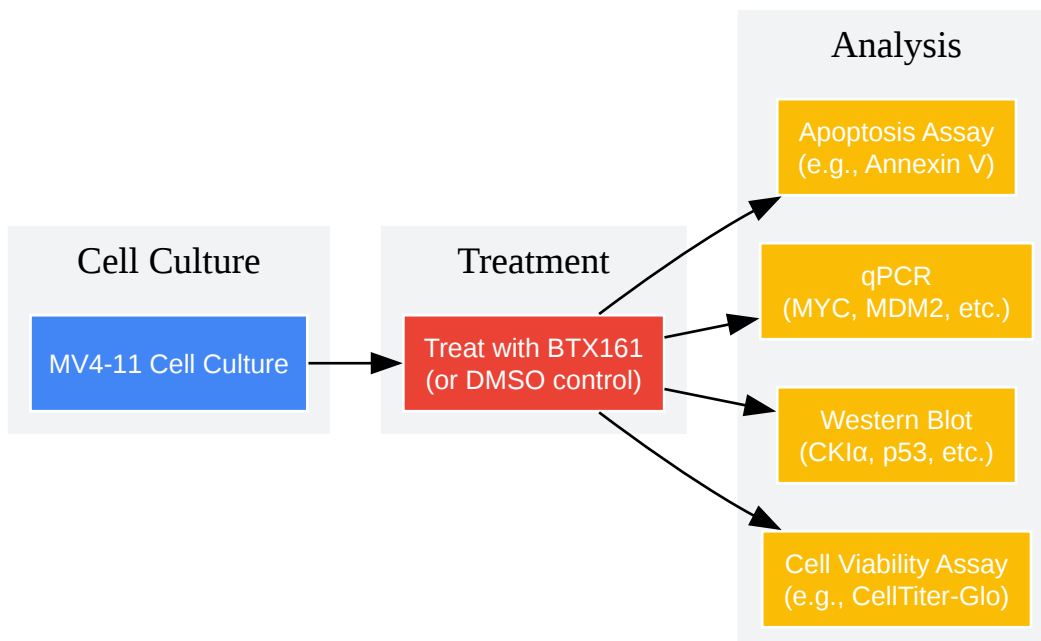 Cell Culture
MV4-11 Cell Culture
Treatment
Treat with BTX161
(or DMSO control)
Analysis
Apoptosis Assay
(e.g., Annexin V)
qPCR
(MYC, MDM2, etc.)
Western Blot
(CKIα, p53, etc.)
Cell Viability Assay
(e.g., CellTiter-Glo)